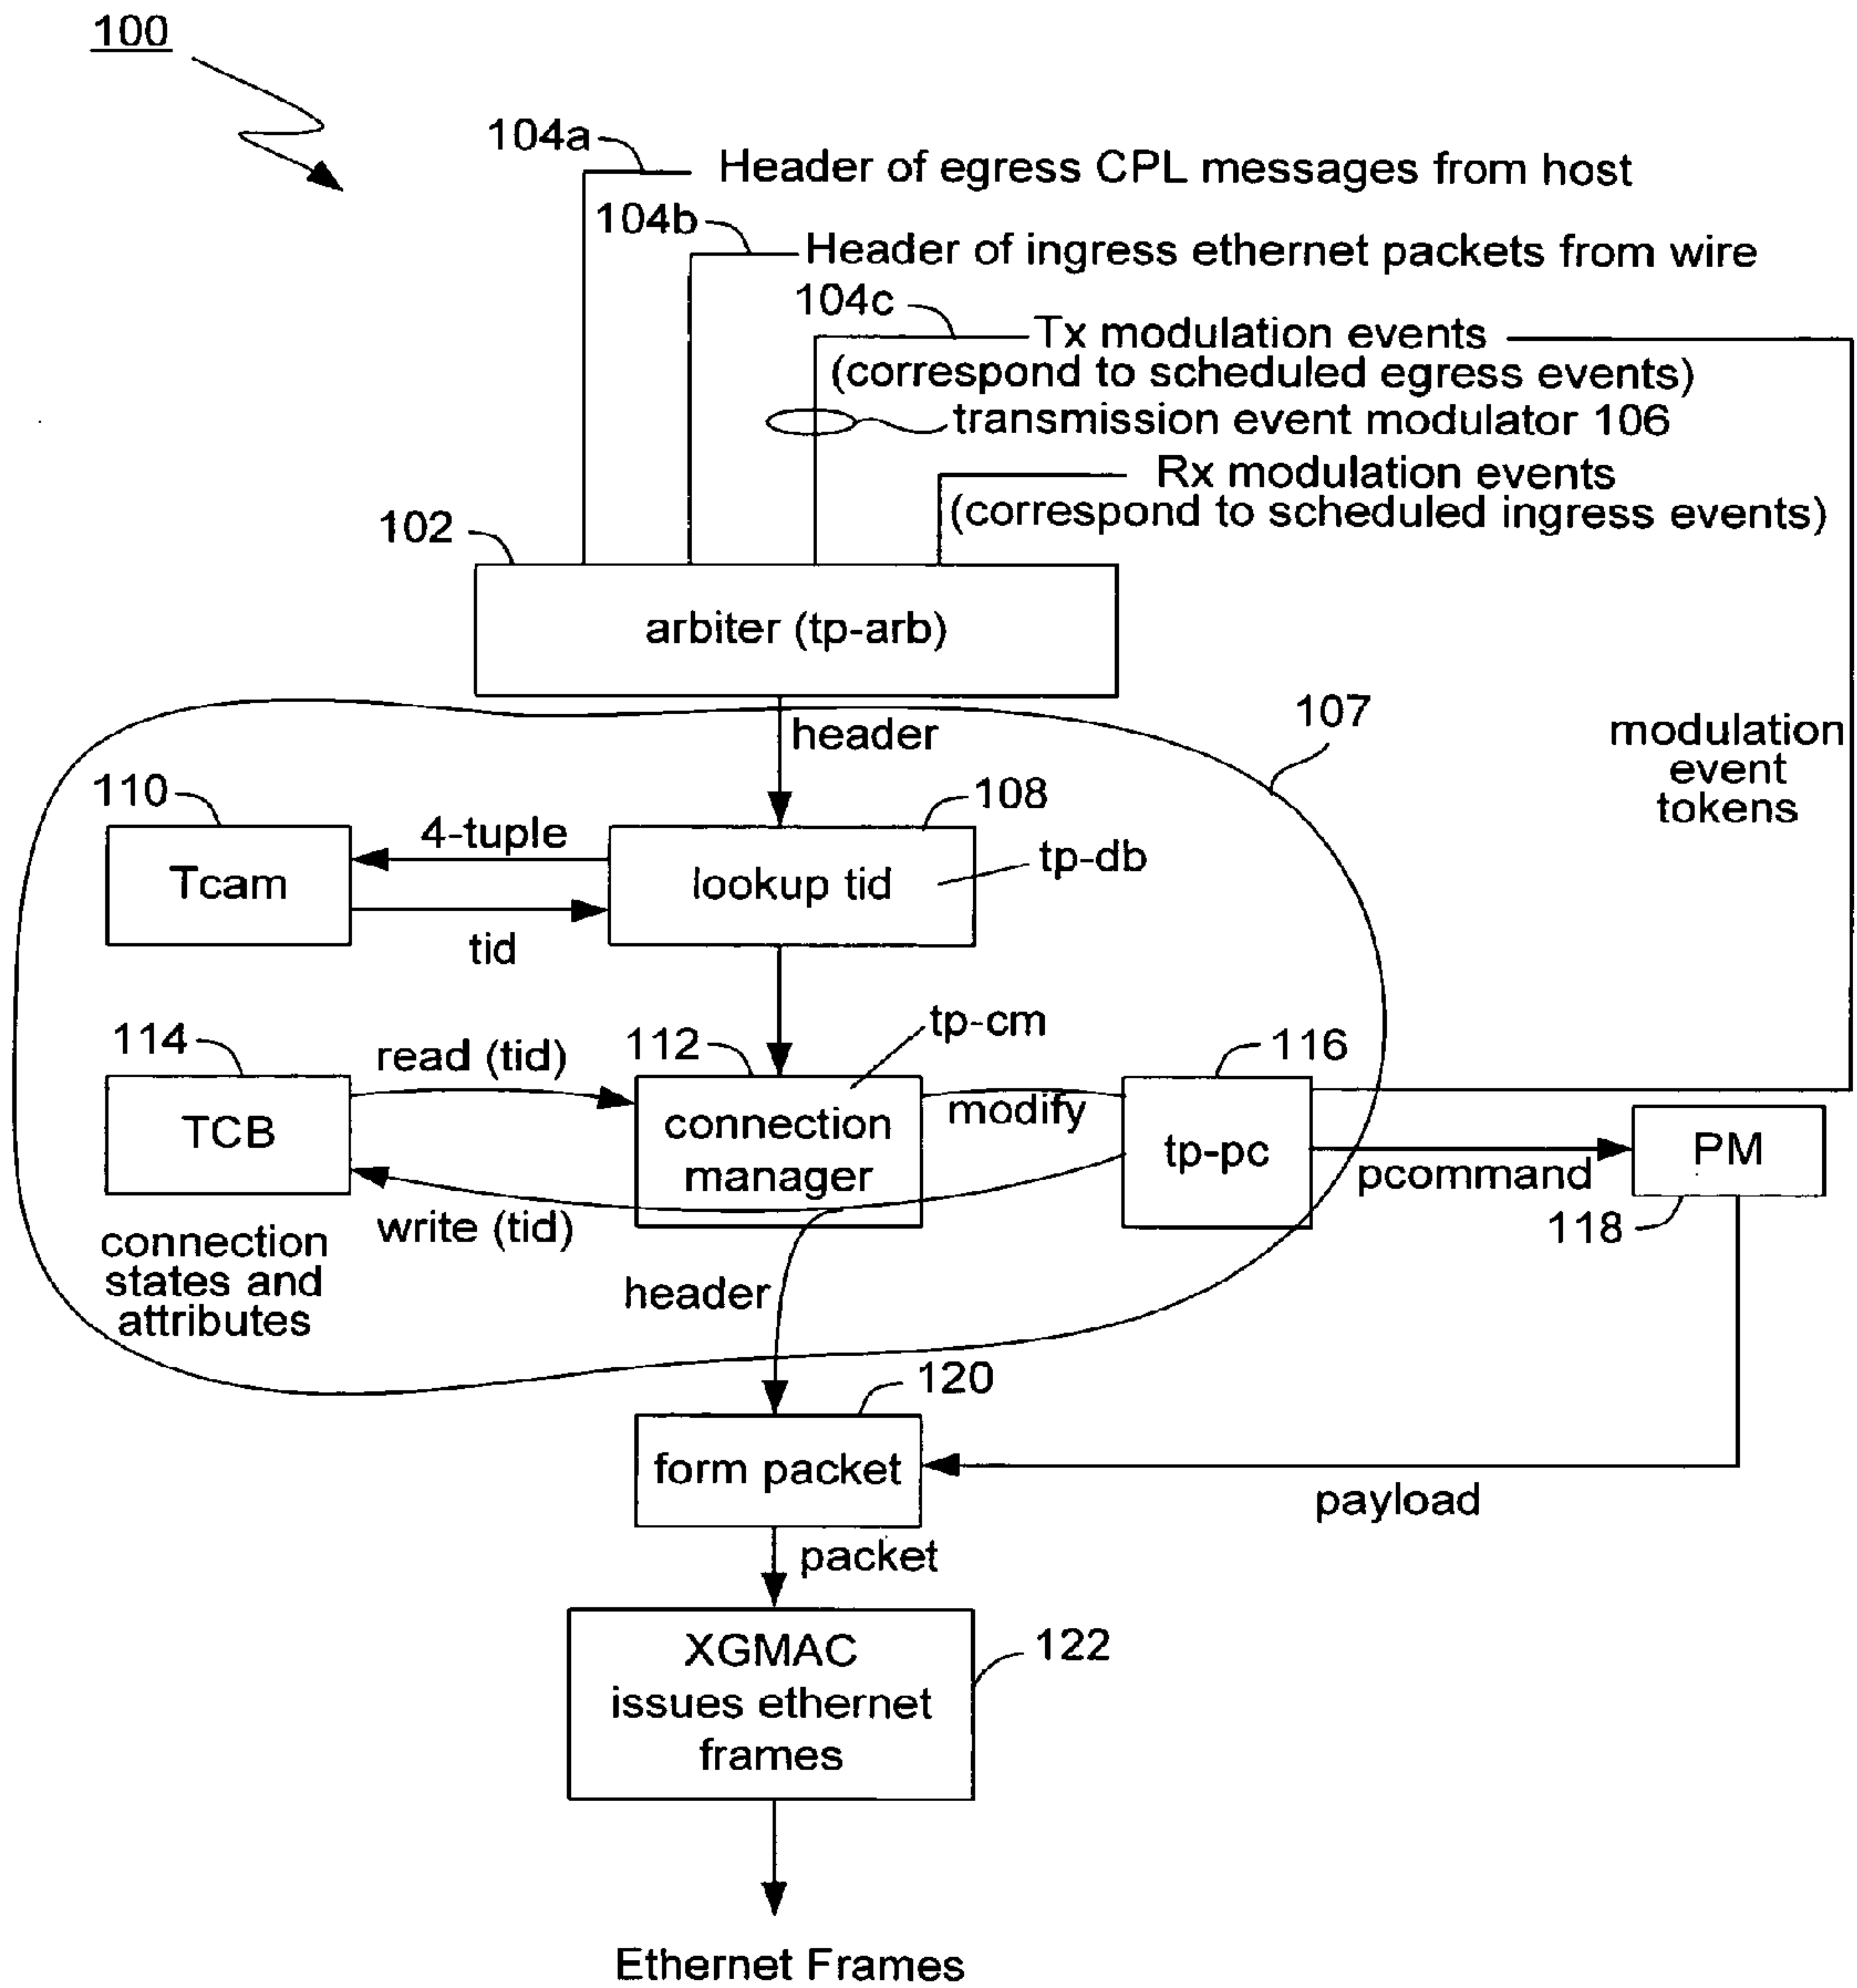 100
104a
Header of egress CPL messages from host
104b
Header of ingress ethernet packets from wire
104c
Tx modulation events
(correspond to scheduled egress events)
transmission event modulator 106
Rx modulation events
(correspond to scheduled ingress events)
102
arbiter (tp-arb)
header
107
modulation
event
tokens
110
108
4-tuple
tp-db
Tcam
lookup tid
tid
114
read (tid)
112
tp-cm
116
TCB
connection
manager
modify
tp-pc
pcommand
PM
118
write (tid)
connection
states and
attributes
header
120
form packet
payload
packet
XGMAC
issues ethernet
frames
122
Ethernet Frames